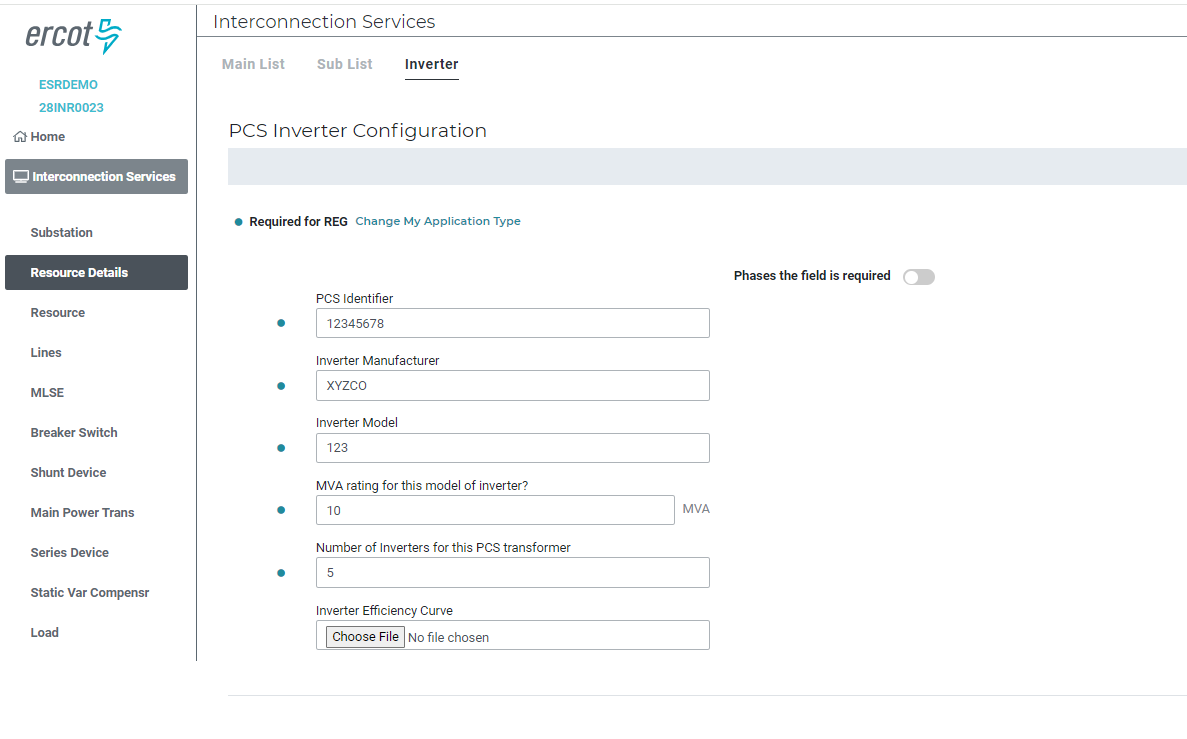 ercot
ESRDEMO
28INR0023
Home
Interconnection Services
Substation
Resource Details
Resource
Lines
MLSE
Breaker Switch
Shunt Device
Main Power Trans
Series Device
Static Var Compensr
Load
Interconnection Services
Main List Sub List Inverter
PCS Inverter Configuration
Required for REG Change My Application Type
Phases the field is required
PCS Identifier
12345678
Inverter Manufacturer
XYZCO
Inverter Model
123
MVA rating for this model of inverter?
10 MVA
Number of Inverters for this PCS transformer
5
Inverter Efficiency Curve
Choose File No file chosen